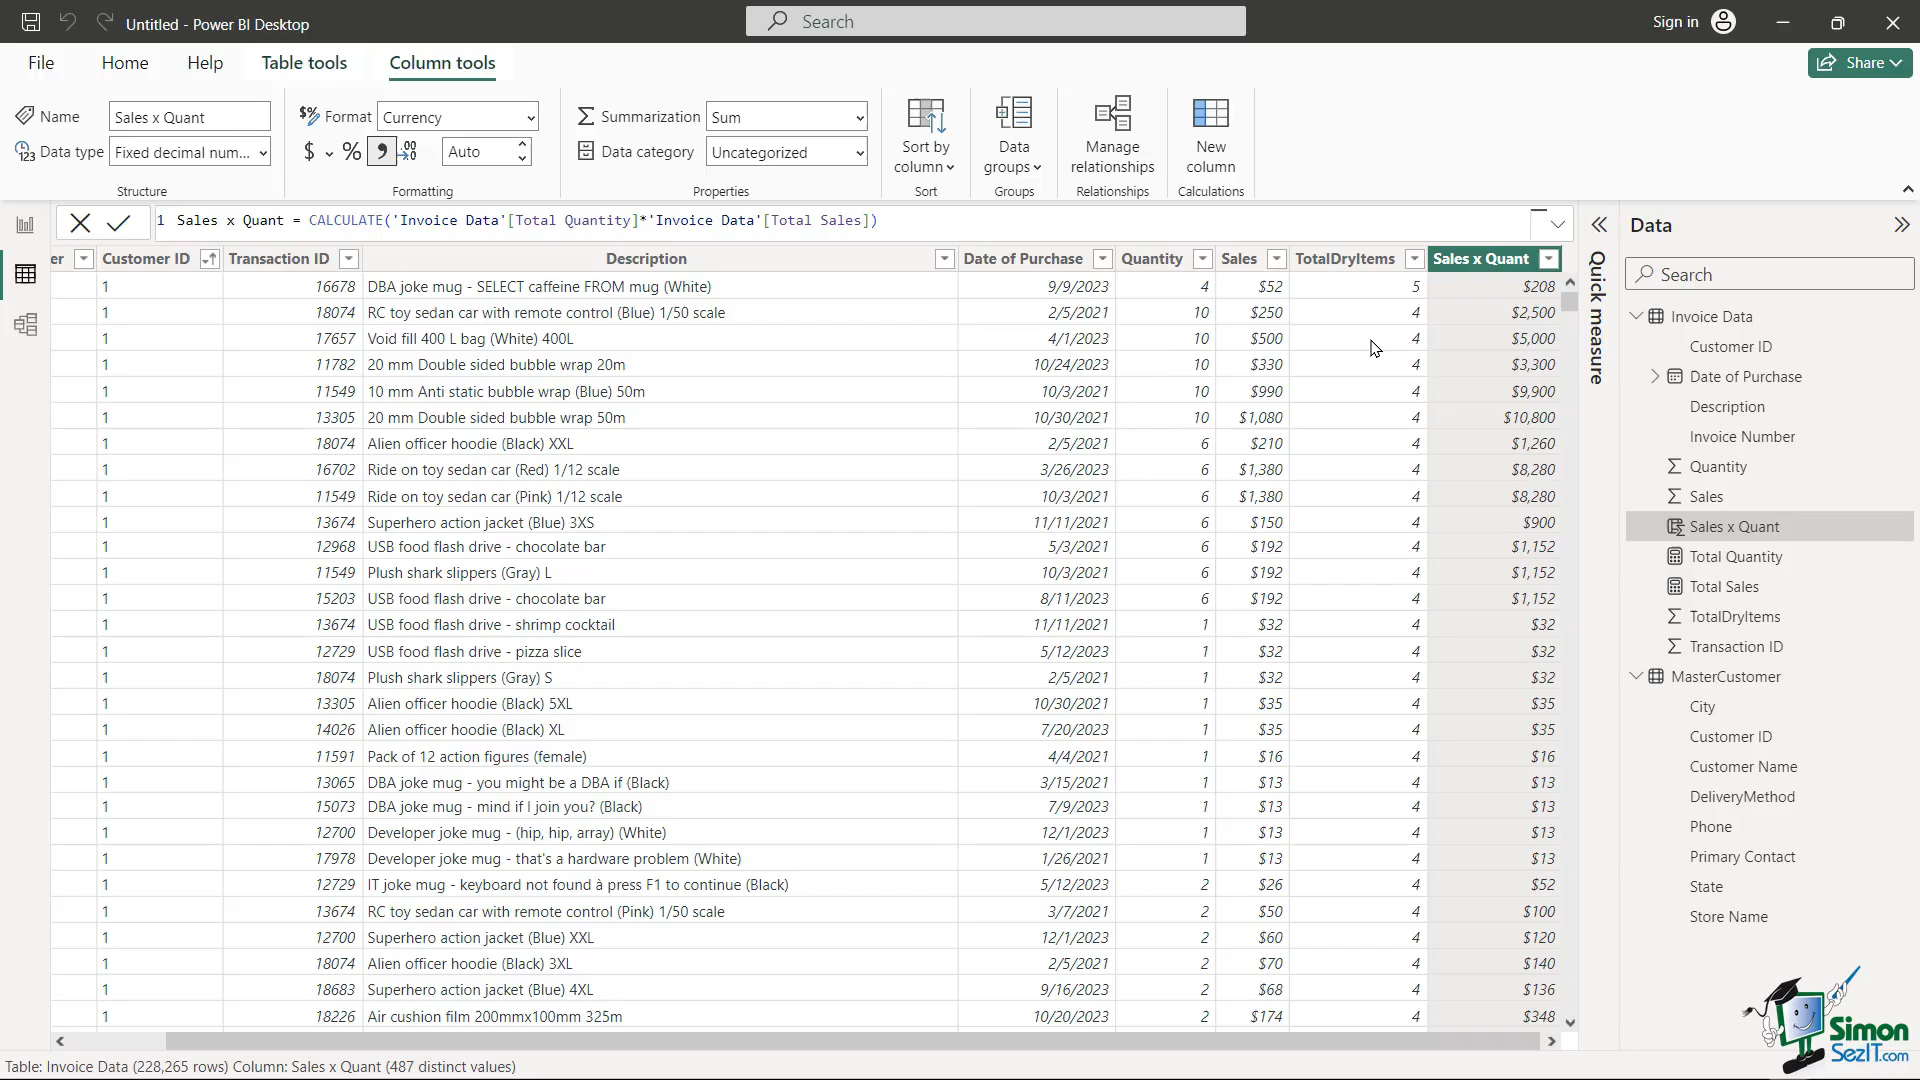 Untitled - Power BI Desktop
Search
Sign in
File Home Help Table tools Column tools
Share
Name Sales x Quant
Data type Fixed decimal num...
Structure
Format Currency
$ % 9 .00 Auto
Formatting
Summarization Sum
Data category Uncategorized
Properties
Sort by column
Sort
Data groups
Groups
Manage relationships
Relationships
New column
Calculations
1 Sales x Quant = CALCULATE('Invoice Data'[Total Quantity]*'Invoice Data'[Total Sales])
er Customer ID Transaction ID Description Date of Purchase Quantity Sales TotalDryItems Sales x Quant
1 16678 DBA joke mug - SELECT caffeine FROM mug (White) 9/9/2023 4 $52 5 $208
1 18074 RC toy sedan car with remote control (Blue) 1/50 scale 2/5/2021 10 $250 4 $2,500
1 17657 Void fill 400 L bag (White) 400L 4/1/2023 10 $500 4 $5,000
1 11782 20 mm Double sided bubble wrap 20m 10/24/2023 10 $330 4 $3,300
1 11549 10 mm Anti static bubble wrap (Blue) 50m 10/3/2021 10 $990 4 $9,900
1 13305 20 mm Double sided bubble wrap 50m 10/30/2021 10 $1,080 4 $10,800
1 18074 Alien officer hoodie (Black) XXL 2/5/2021 6 $210 4 $1,260
1 16702 Ride on toy sedan car (Red) 1/12 scale 3/26/2023 6 $1,380 4 $8,280
1 11549 Ride on toy sedan car (Pink) 1/12 scale 10/3/2021 6 $1,380 4 $8,280
1 13674 Superhero action jacket (Blue) 3XS 11/11/2021 6 $150 4 $900
1 12968 USB food flash drive - chocolate bar 5/3/2021 6 $192 4 $1,152
1 11549 Plush shark slippers (Gray) L 10/3/2021 6 $192 4 $1,152
1 15203 USB food flash drive - chocolate bar 8/11/2023 6 $192 4 $1,152
1 13674 USB food flash drive - shrimp cocktail 11/11/2021 1 $32 4 $32
1 12729 USB food flash drive - pizza slice 5/12/2023 1 $32 4 $32
1 18074 Plush shark slippers (Gray) S 2/5/2021 1 $32 4 $32
1 13305 Alien officer hoodie (Black) 5XL 10/30/2021 1 $35 4 $35
1 14026 Alien officer hoodie (Black) XL 7/20/2023 1 $35 4 $35
1 11591 Pack of 12 action figures (female) 4/4/2021 1 $16 4 $16
1 13065 DBA joke mug - you might be a DBA if (Black) 3/15/2021 1 $13 4 $13
1 15073 DBA joke mug - mind if I join you? (Black) 7/9/2023 1 $13 4 $13
1 12700 Developer joke mug - (hip, hip, array) (White) 12/1/2023 1 $13 4 $13
1 17978 Developer joke mug - that's a hardware problem (White) 1/26/2021 1 $13 4 $13
1 12729 IT joke mug - keyboard not found à press F1 to continue (Black) 5/12/2023 2 $26 4 $52
1 13674 RC toy sedan car with remote control (Pink) 1/50 scale 3/7/2021 2 $50 4 $100
1 12700 Superhero action jacket (Blue) XXL 12/1/2023 2 $60 4 $120
1 18074 Alien officer hoodie (Black) 3XL 2/5/2021 2 $70 4 $140
1 18683 Superhero action jacket (Blue) 4XL 9/16/2023 2 $68 4 $136
1 18226 Air cushion film 200mmx100mm 325m 10/20/2023 2 $174 4 $348
Quick measure
Data
Search
Invoice Data
Customer ID
Date of Purchase
Description
Invoice Number
Quantity
Sales
Sales x Quant
Total Quantity
Total Sales
TotalDryItems
Transaction ID
MasterCustomer
City
Customer ID
Customer Name
DeliveryMethod
Phone
Primary Contact
State
Store Name
Simon
SezIT.com
Table: Invoice Data (228,265 rows) Column: Sales x Quant (487 distinct values)